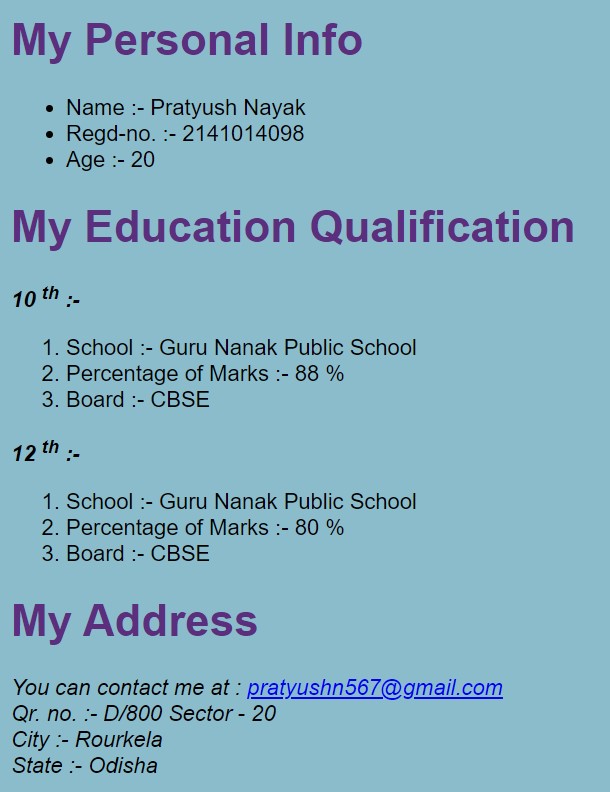 My Personal Info
• Name :- Pratyush Nayak
• Regd-no. :- 2141014098
• Age :- 20
My Education Qualification
10 th :-
1. School :- Guru Nanak Public School
2. Percentage of Marks :- 88 %
3. Board :- CBSE
12 th :-
1. School :- Guru Nanak Public School
2. Percentage of Marks :- 80 %
3. Board :- CBSE
My Address
You can contact me at : pratyushn567@gmail.com
Qr. no. :- D/800 Sector - 20
City :- Rourkela
State :- Odisha